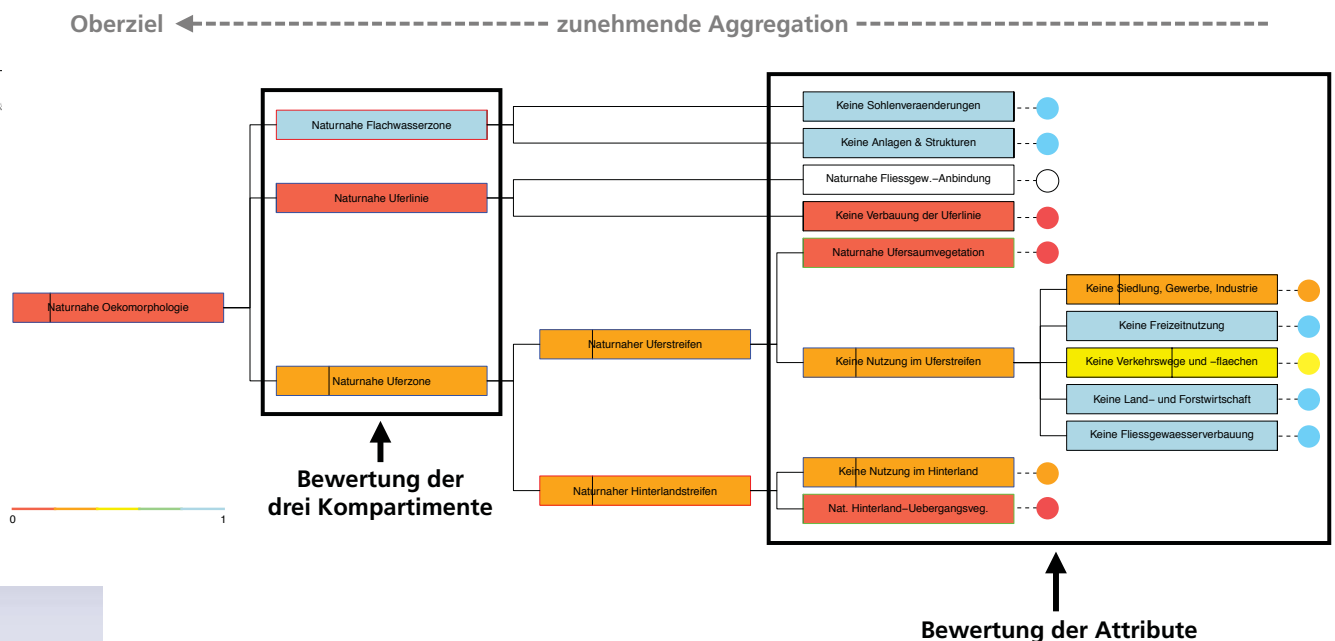 Oberziel
zunehmende Aggregation
Keine Sohlenveraenderungen
Naturnahe Flachwasserzone
Keine Anlagen & Strukturen
Naturnahe Fliessgew.−Anbindung
Naturnahe Uferlinie
Keine Verbauung der Uferlinie
Naturnahe Ufersaumvegetation
Keine Siedlung, Gewerbe, Industrie
Naturnahe Oekomorphologie
Keine Freizeitnutzung
Naturnaher Uferstreifen
Keine Nutzung im Uferstreifen
Keine Verkehrswege und −flaechen
Naturnahe Uferzone
Keine Land− und Forstwirtschaft
Keine Fliessgewaesserverbauung
Bewertung der
drei Kompartimente
Keine Nutzung im Hinterland
Naturnaher Hinterlandstreifen
Nat. Hinterland−Uebergangsveg.
0
1
Bewertung der Attribute